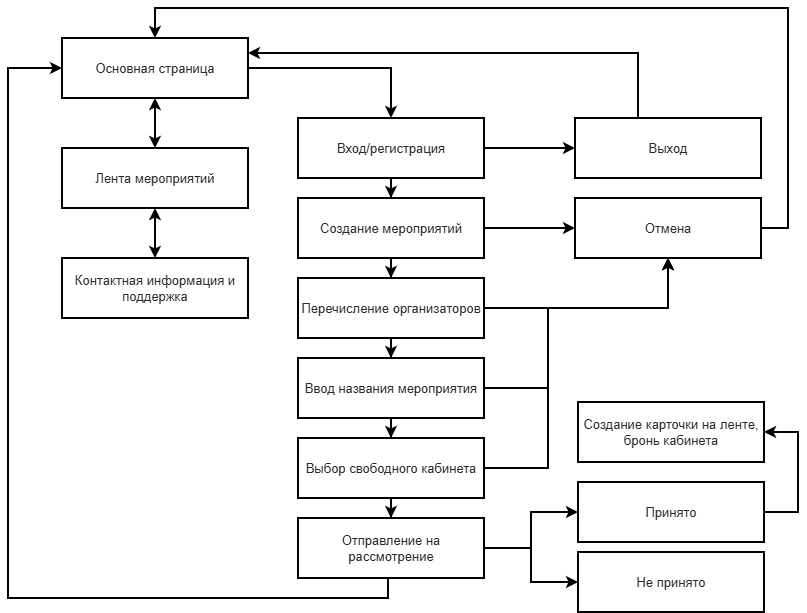 Основная страница
Вход/регистрация
Выход
Лента мероприятий
Создание мероприятий
Отмена
Контактная информация и
поддержка
Перечисление организаторов
Ввод названия мероприятия
Создание карточки на ленте,
бронь кабинета
Выбор свободного кабинета
Принято
Отправление на
рассмотрение
Не принято